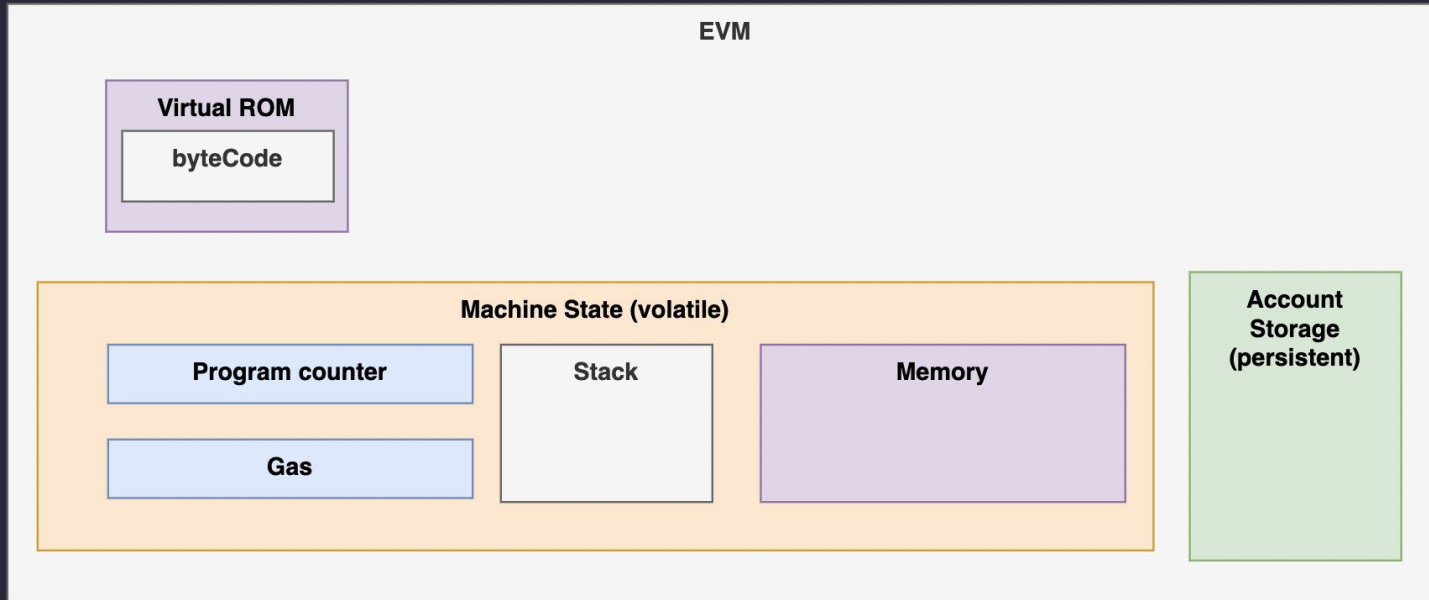 EVM
Virtual ROM
byteCode
Machine State (volatile)
Program counter
Gas
Stack
Memory
Account
Storage
(persistent)